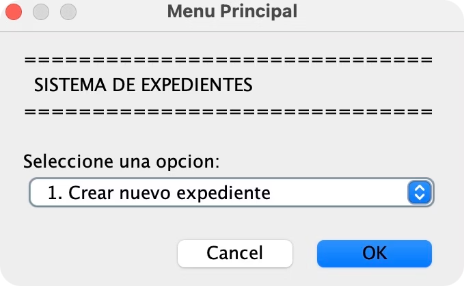 Menu Principal
==============================
SISTEMA DE EXPEDIENTES
==============================
Seleccione una opcion:
1. Crear nuevo expediente
Cancel
OK